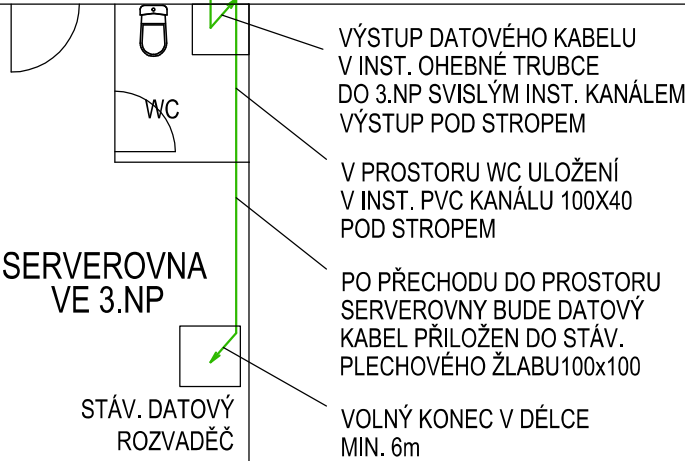 VÝSTUP DATOVÉHO KABELU
V INST. OHEBNÉ TRUBCE
DO 3.NP SVISLÝM INST. KANÁLEM
VÝSTUP POD STROPEM
WC
V PROSTORU WC ULOŽENÍ
V INST. PVC KANÁLU 100X40
POD STROPEM
SERVEROVNA
VE 3.NP
PO PŘECHODU DO PROSTORU
SERVEROVNY BUDE DATOVÝ
KABEL PŘILOŽEN DO STÁV.
PLECHOVÉHO ŽLABU100x100
STÁV. DATOVÝ
ROZVADĚČ
VOLNÝ KONEC V DÉLCE
MIN. 6m